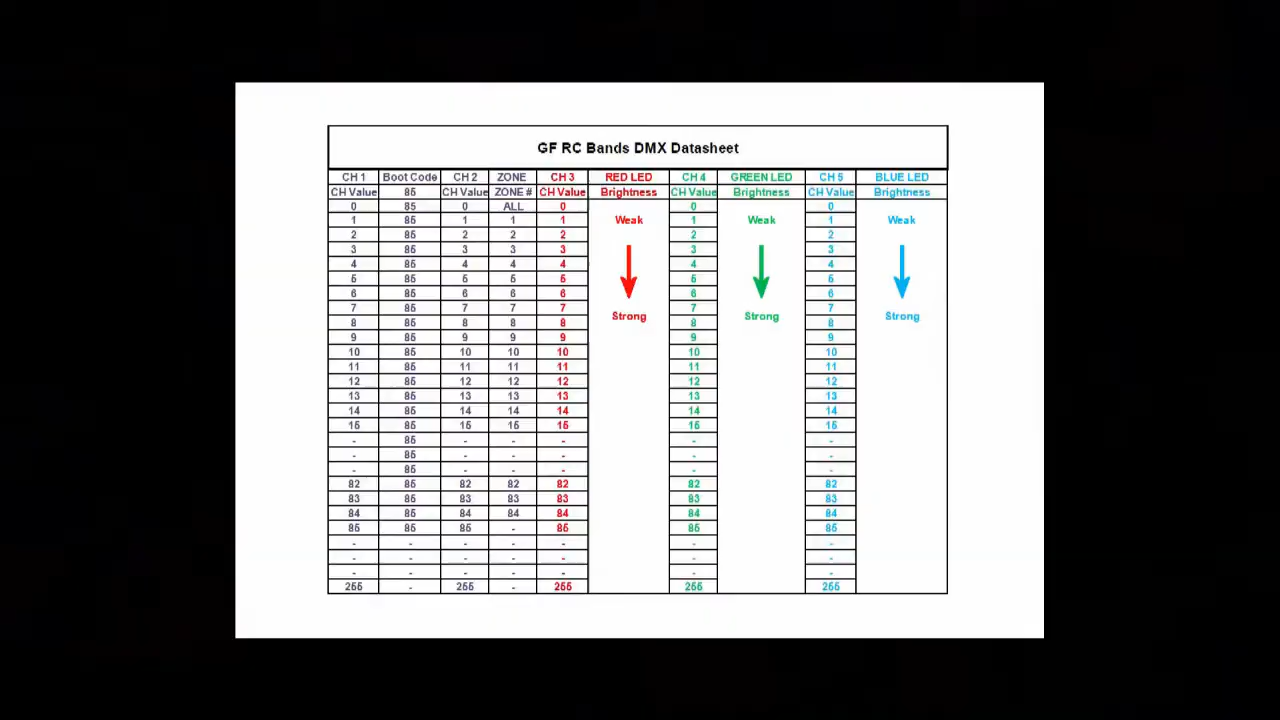 GF RC Bands DMX Datasheet
CH 1 Boot Code CH 2 ZONE CH 3 RED LED CH 4 GREEN LED CH 5 BLUE LED
CH Value 85 CH Value ZONE # CH Value Brightness CH Value Brightness CH Value Brightness
0 85 0 ALL 0 0 0
1 85 1 1 1 Weak 1 Weak 1 Weak
2 85 2 2 2 2 2
3 85 3 3 3 3 3
4 85 4 4 4 4 4
5 85 5 5 5 5 5
6 85 6 6 6 6 6
7 85 7 7 7 7 7
8 85 8 8 8 Strong 8 Strong 8 Strong
9 85 9 9 9 9 9
10 85 10 10 10 10 10
11 85 11 11 11 11 11
12 85 12 12 12 12 12
13 85 13 13 13 13 13
14 85 14 14 14 14 14
15 85 15 15 15 15 15
- 85 - - - - -
- 85 - - - - -
- 85 - - - - -
82 85 82 82 82 82 82
83 85 83 83 83 83 83
84 85 84 84 84 84 84
85 85 85 - 85 85 85
- - - - - - -
- - - - - - -
- - - - - - -
255 - 255 - 255 255 255